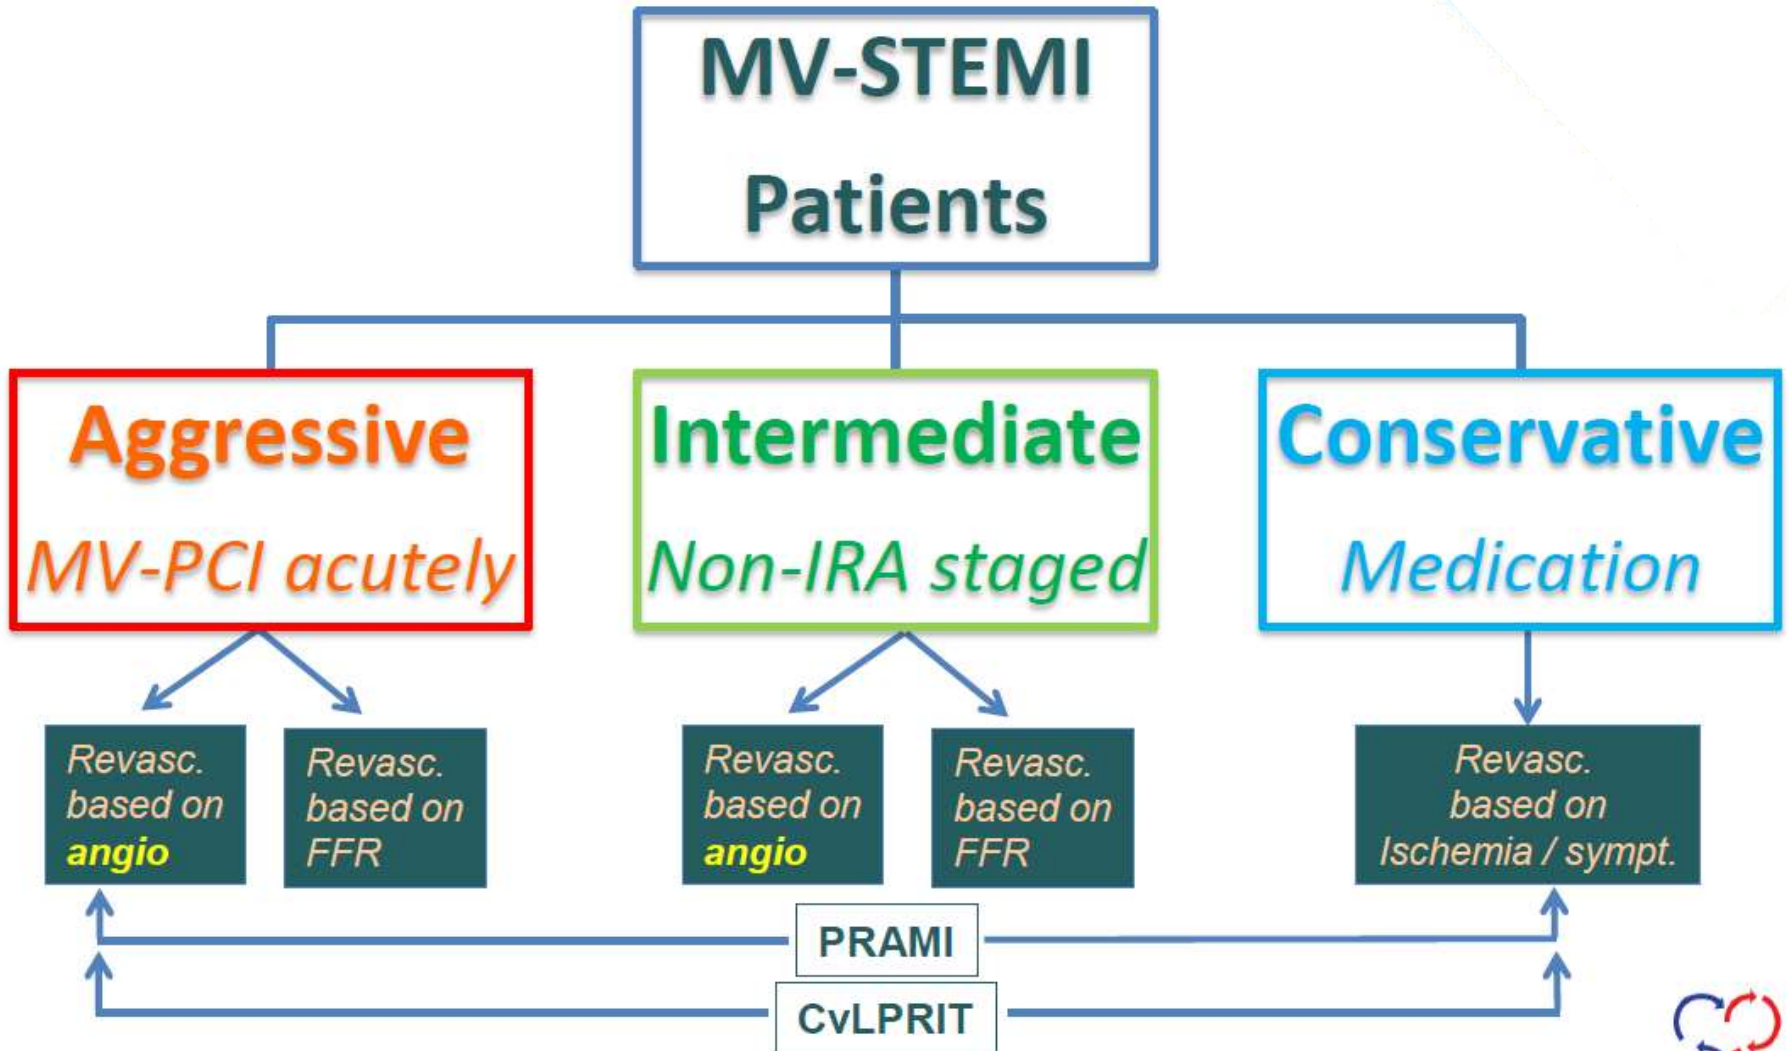 MV-STEMI
Patients
Aggressive
MV-PCI acutely
Intermediate
Non-IRA staged
Conservative
Medication
Revasc.
based on
angio
Revasc.
based on
FFR
Revasc.
based on
angio
Revasc.
based on
FFR
Revasc.
based on
Ischemia / sympt.
PRAMI
CvLPRIT